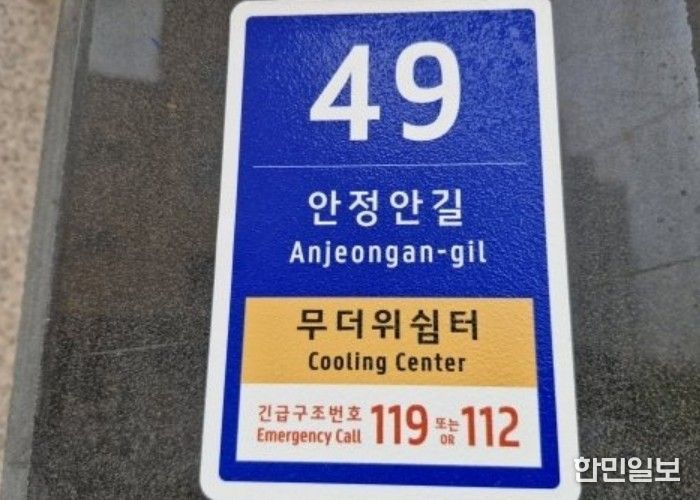 49
안정안길
Anjeongan-gil
무더위쉼터
Cooling Center
긴급구조번호 119 또는 112
Emergency Call OR
한민일보